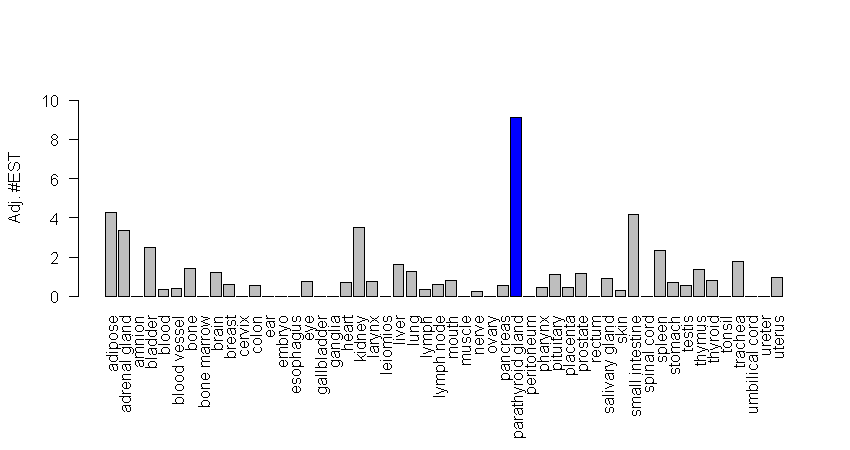 Adj. #EST
10
8
6
4
2
0
adipose
adrenal gland
amnion
bladder
blood
blood vessel
bone
bone marrow
brain
breast
cervix
colon
ear
embryo
esophagus
eye
gallbladder
ganglia
heart
kidney
larynx
leiomios
liver
lung
lymph
lymph node
mouth
muscle
nerve
ovary
pancreas
parathyroid gland
peritoneum
pharynx
pituitary
placenta
prostate
rectum
salivary gland
skin
small intestine
spinal cord
spleen
stomach
testis
thymus
thyroid
tonsil
trachea
umbilical cord
ureter
uterus